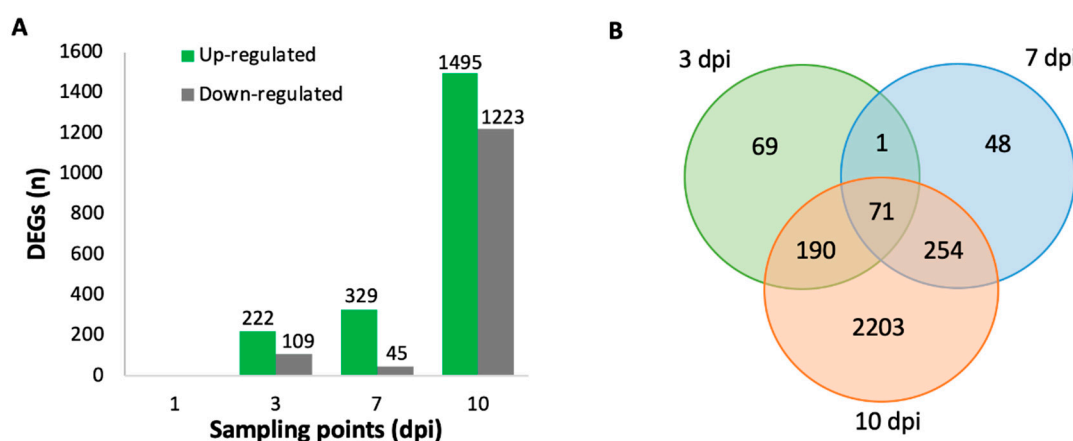 A
Up-regulated
Down-regulated
DEGs (n)
1600
1400
1200
1000
800
600
400
200
0
222
109
329
45
1495
1223
1
3
7
10
Sampling points (dpi)
B
3 dpi
7 dpi
69
1
48
71
190
254
2203
10 dpi